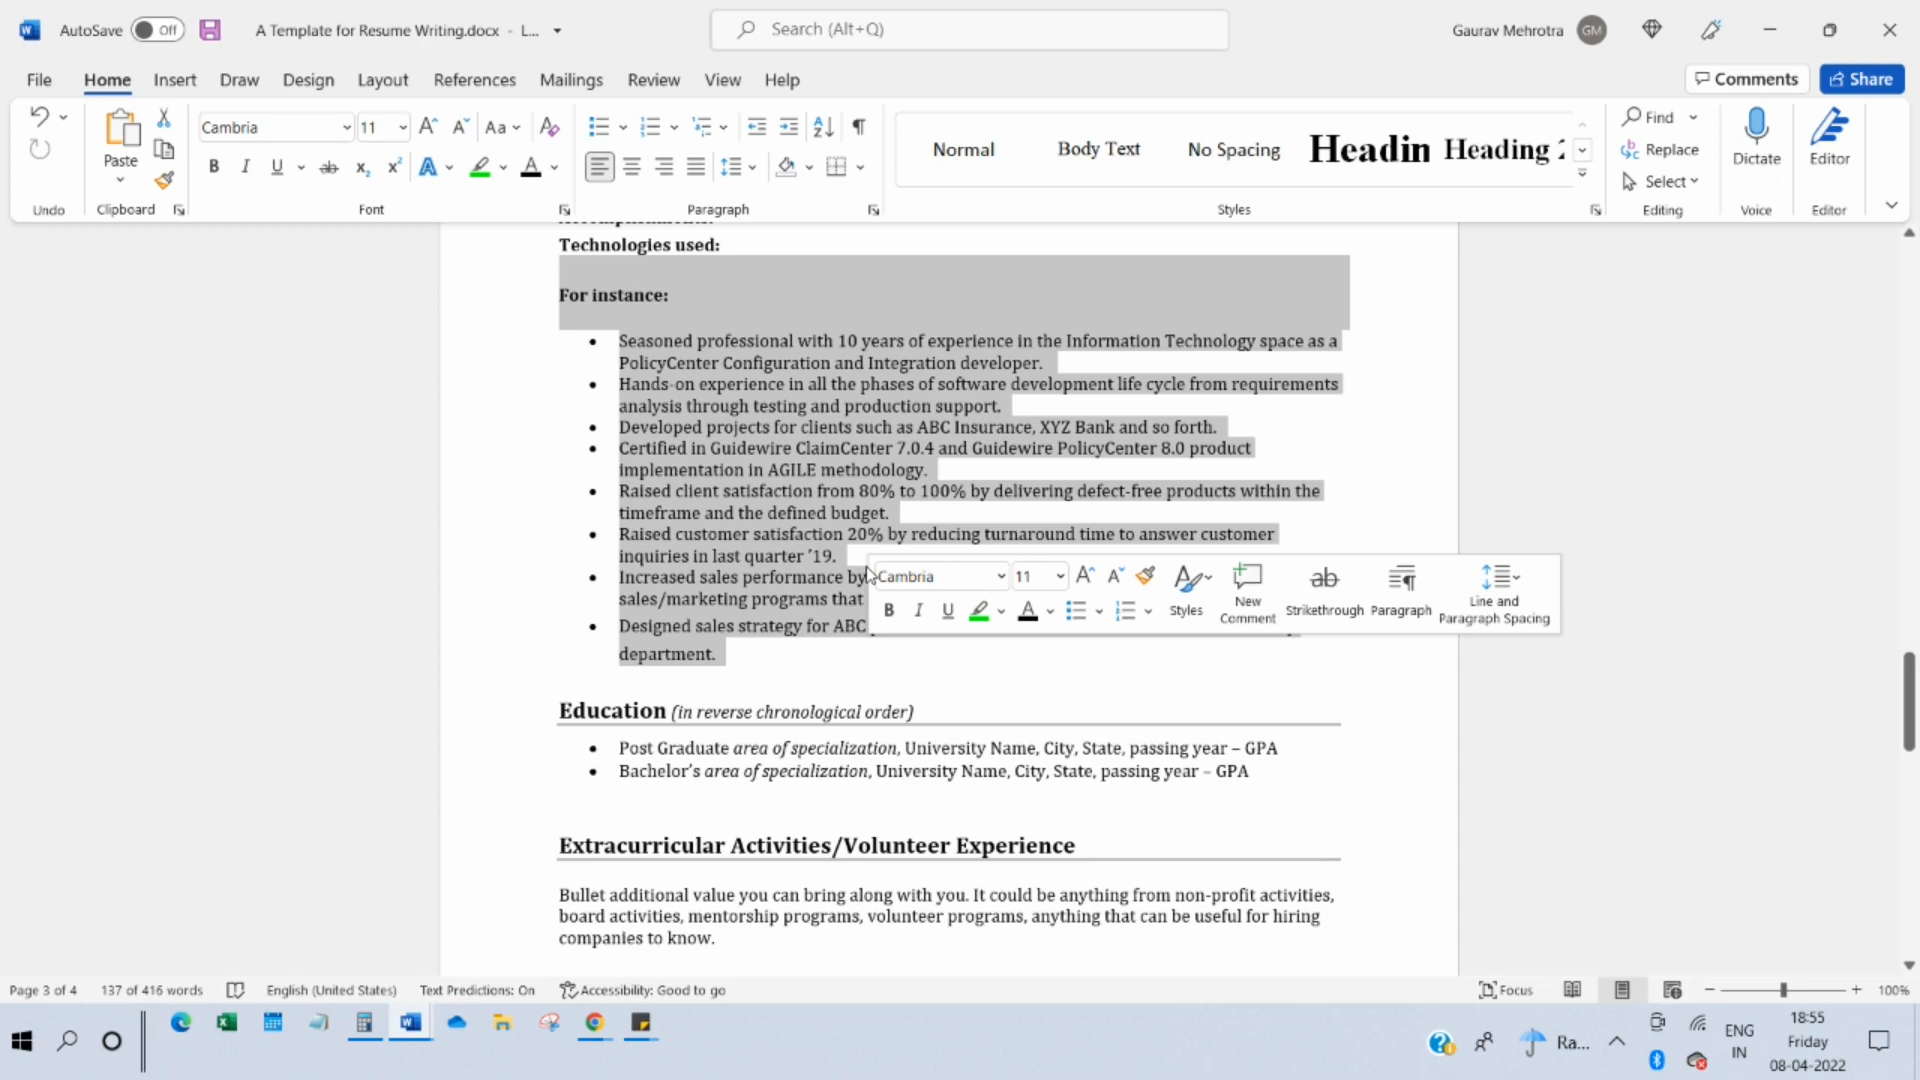 AutoSave Off A Template for Resume Writing.docx - L... Search (Alt+Q) Gaurav Mehrotra GM
File Home Insert Draw Design Layout References Mailings Review View Help Comments Share
Cambria 11 Aa Normal Body Text No Spacing Headin Heading 2 Find
Paste Replace Dictate Editor
B I U ab x₂ x² A A Select
Undo Clipboard Font Paragraph Styles Editing Voice Editor
Technologies used:
For instance:
• Seasoned professional with 10 years of experience in the Information Technology space as a
PolicyCenter Configuration and Integration developer.
• Hands-on experience in all the phases of software development life cycle from requirements
analysis through testing and production support.
• Developed projects for clients such as ABC Insurance, XYZ Bank and so forth.
• Certified in Guidewire ClaimCenter 7.0.4 and Guidewire PolicyCenter 8.0 product
implementation in AGILE methodology.
• Raised client satisfaction from 80% to 100% by delivering defect-free products within the
timeframe and the defined budget.
• Raised customer satisfaction 20% by reducing turnaround time to answer customer
inquiries in last quarter ’19.
• Increased sales performance by
sales/marketing programs that
• Designed sales strategy for ABC
department.
Cambria 11 A A A ab
B I U A Styles New Comment Strikethrough Paragraph Line and Paragraph Spacing
Education (in reverse chronological order)
• Post Graduate area of specialization, University Name, City, State, passing year – GPA
• Bachelor’s area of specialization, University Name, City, State, passing year – GPA
Extracurricular Activities/Volunteer Experience
Bullet additional value you can bring along with you. It could be anything from non-profit activities,
board activities, mentorship programs, volunteer programs, anything that can be useful for hiring
companies to know.
Page 3 of 4 137 of 416 words English (United States) Text Predictions: On Accessibility: Good to go Focus 100%
Ra... ENG IN 18:55 Friday 08-04-2022